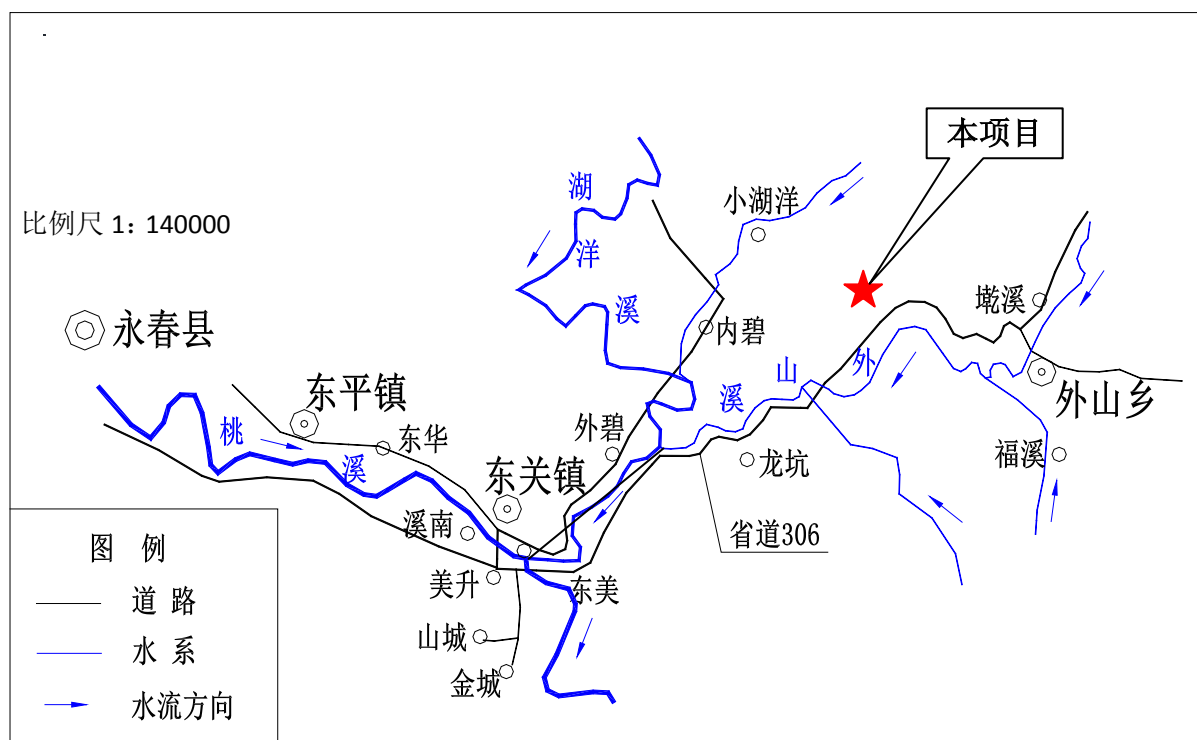 本项目
湖
洋
溪
小湖洋
比例尺 1: 140000
永春县
内碧
墘溪
外
山
溪
外山乡
东平镇
桃
溪
东华
外碧
龙坑
福溪
东关镇
溪南
省道306
美升
东美
山城
金城
图 例
道 路
水 系
水流方向